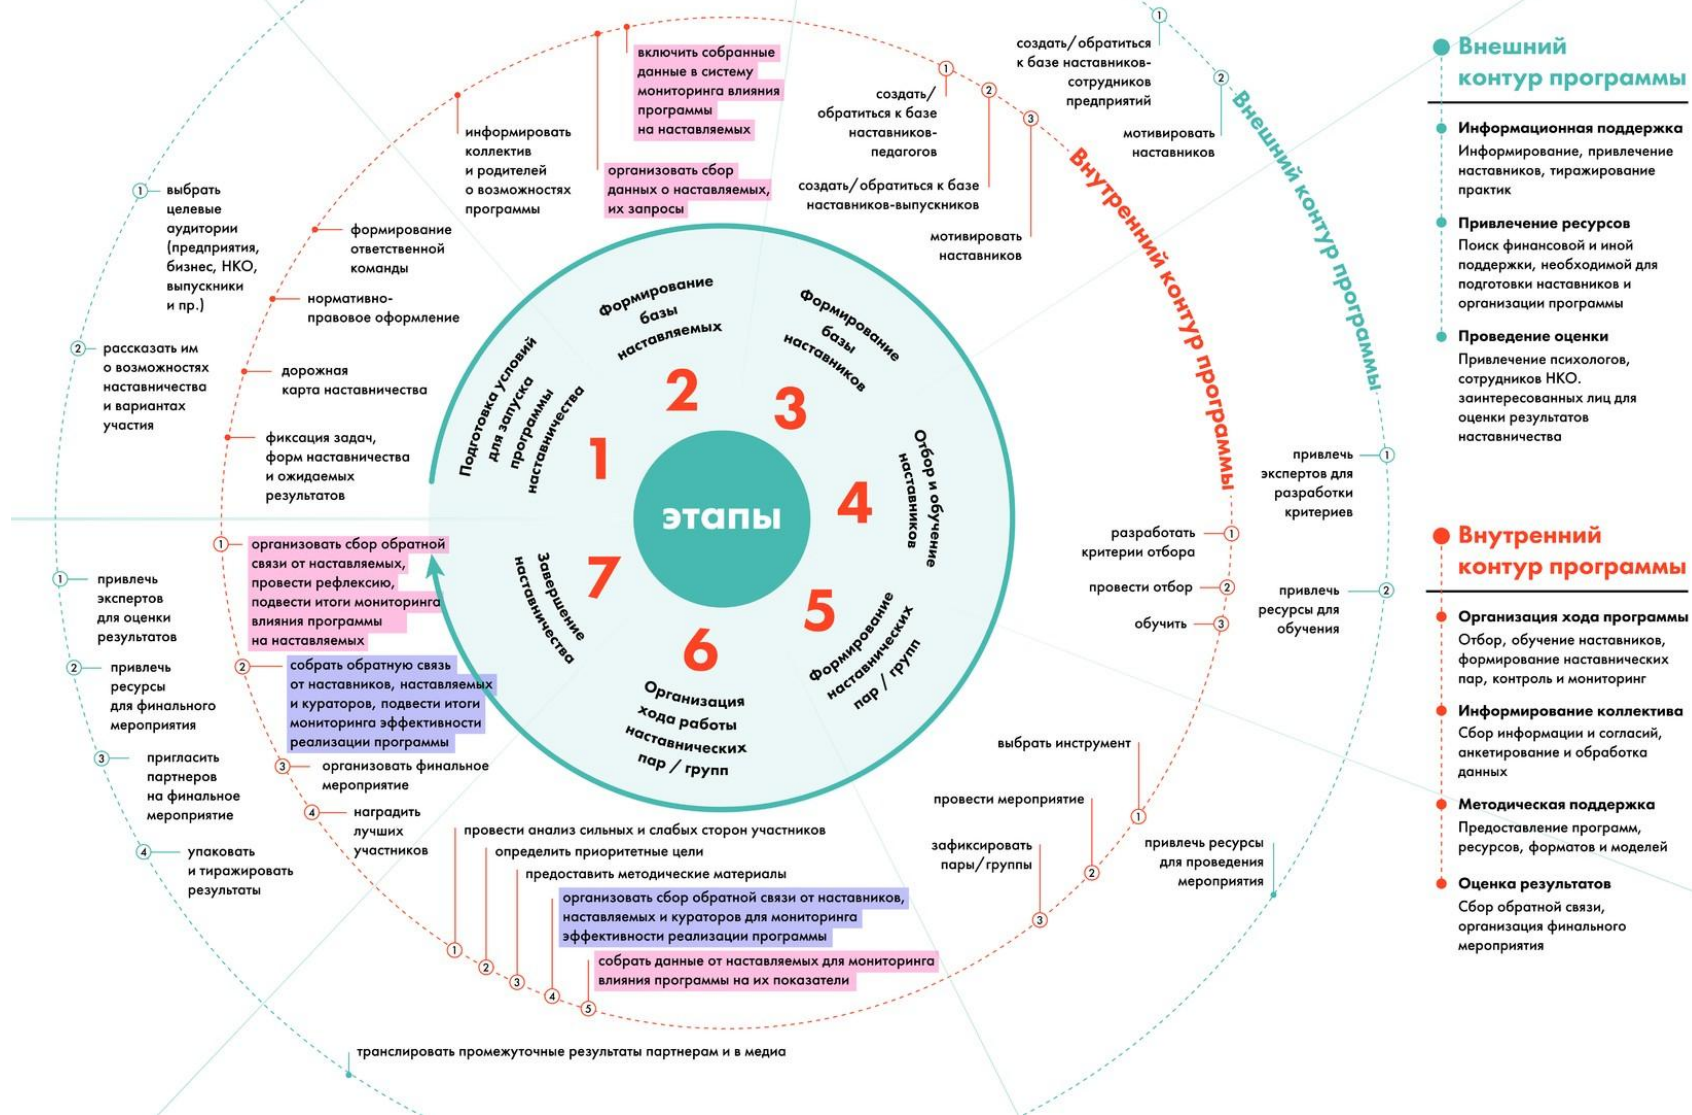 этапы
1
Подготовка условий
для запуска
программы
наставничества
2
Формирование
базы
наставляемых
3
Формирование
базы
наставников
4
Отбор и обучение
наставников
5
Формирование
наставнических
пар / групп
6
Организация
хода работы
наставнических
пар / групп
7
Завершение
наставничества
1
выбрать
целевые
аудитории
(предприятия,
бизнес, НКО,
выпускники
и пр.)
2
рассказать им
о возможностях
наставничества
и вариантах
участия
информировать
коллектив
и родителей
о возможностях
программы
формирование
ответственной
команды
нормативно-
правовое оформление
дорожная
карта наставничества
фиксация задач,
форм наставничества
и ожидаемых
результатов
включить собранные
данные в систему
мониторинга влияния
программы
на наставляемых
организовать сбор
данных о наставляемых,
их запросы
1
создать/
обратиться к базе
наставников-
педагогов
2
создать/обратиться к базе
наставников-выпускников
3
мотивировать
наставников
1
создать/обратиться
к базе наставников-
сотрудников
предприятий
2
мотивировать
наставников
Внутренний контур программы
Внешний контур программы
1
привлечь
экспертов для
разработки
критериев
2
привлечь
ресурсы для
обучения
1
разработать
критерии отбора
2
провести отбор
3
обучить
1
выбрать инструмент
2
провести мероприятие
3
зафиксировать
пары/группы
привлечь ресурсы
для проведения
мероприятия
1
провести анализ сильных и слабых сторон участников
2
определить приоритетные цели
3
предоставить методические материалы
4
организовать сбор обратной связи от наставников,
наставляемых и кураторов для мониторинга
эффективности реализации программы
5
собрать данные от наставляемых для мониторинга
влияния программы на их показатели
транслировать промежуточные результаты партнерам и в медиа
1
организовать сбор обратной
связи от наставляемых,
провести рефлексию,
подвести итоги мониторинга
влияния программы
на наставляемых
2
собрать обратную связь
от наставников, наставляемых
и кураторов, подвести итоги
мониторинга эффективности
реализации программы
3
организовать финальное
мероприятие
4
наградить
лучших
участников
1
привлечь
экспертов
для оценки
результатов
2
привлечь
ресурсы
для финального
мероприятия
3
пригласить
партнеров
на финальное
мероприятие
4
упаковать
и тиражировать
результаты
Внешний
контур программы
Информационная поддержка
Информирование, привлечение
наставников, тиражирование
практик
Привлечение ресурсов
Поиск финансовой и иной
поддержки, необходимой для
подготовки наставников и
организации программы
Проведение оценки
Привлечение психологов,
сотрудников НКО.
заинтересованных лиц для
оценки результатов
наставничества
Внутренний
контур программы
Организация хода программы
Отбор, обучение наставников,
формирование наставнических
пар, контроль и мониторинг
Информирование коллектива
Сбор информации и согласий,
анкетирование и обработка
данных
Методическая поддержка
Предоставление программ,
ресурсов, форматов и моделей
Оценка результатов
Сбор обратной связи,
организация финального
мероприятия